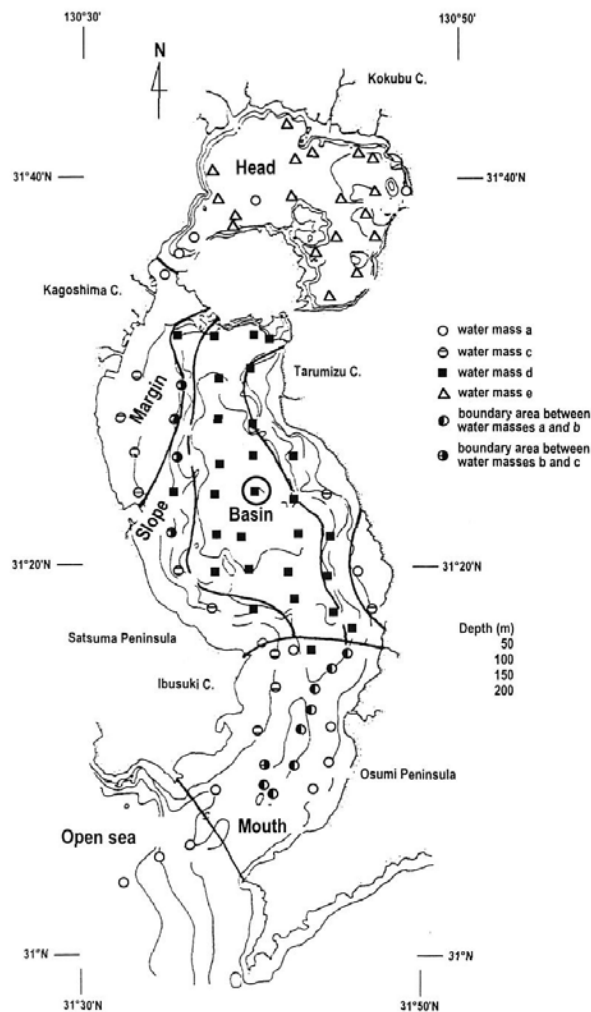 130°30'
130°50'
N
Kokubu C.
Head
31°40'
31°40'N
Kagoshima C.
water mass a
water mass c
water mass d
water mass e
boundary area between
water masses a and b
boundary area between
water masses b and c
Tarumizu C.
Margin
Slope
Basin
31°20'N
31°20'N
Satsuma Peninsula
Depth (m)
50
100
150
200
Ibusuki C.
Osumi Peninsula
Open sea
Mouth
31°N
31°N
31°30'N
31°50'N